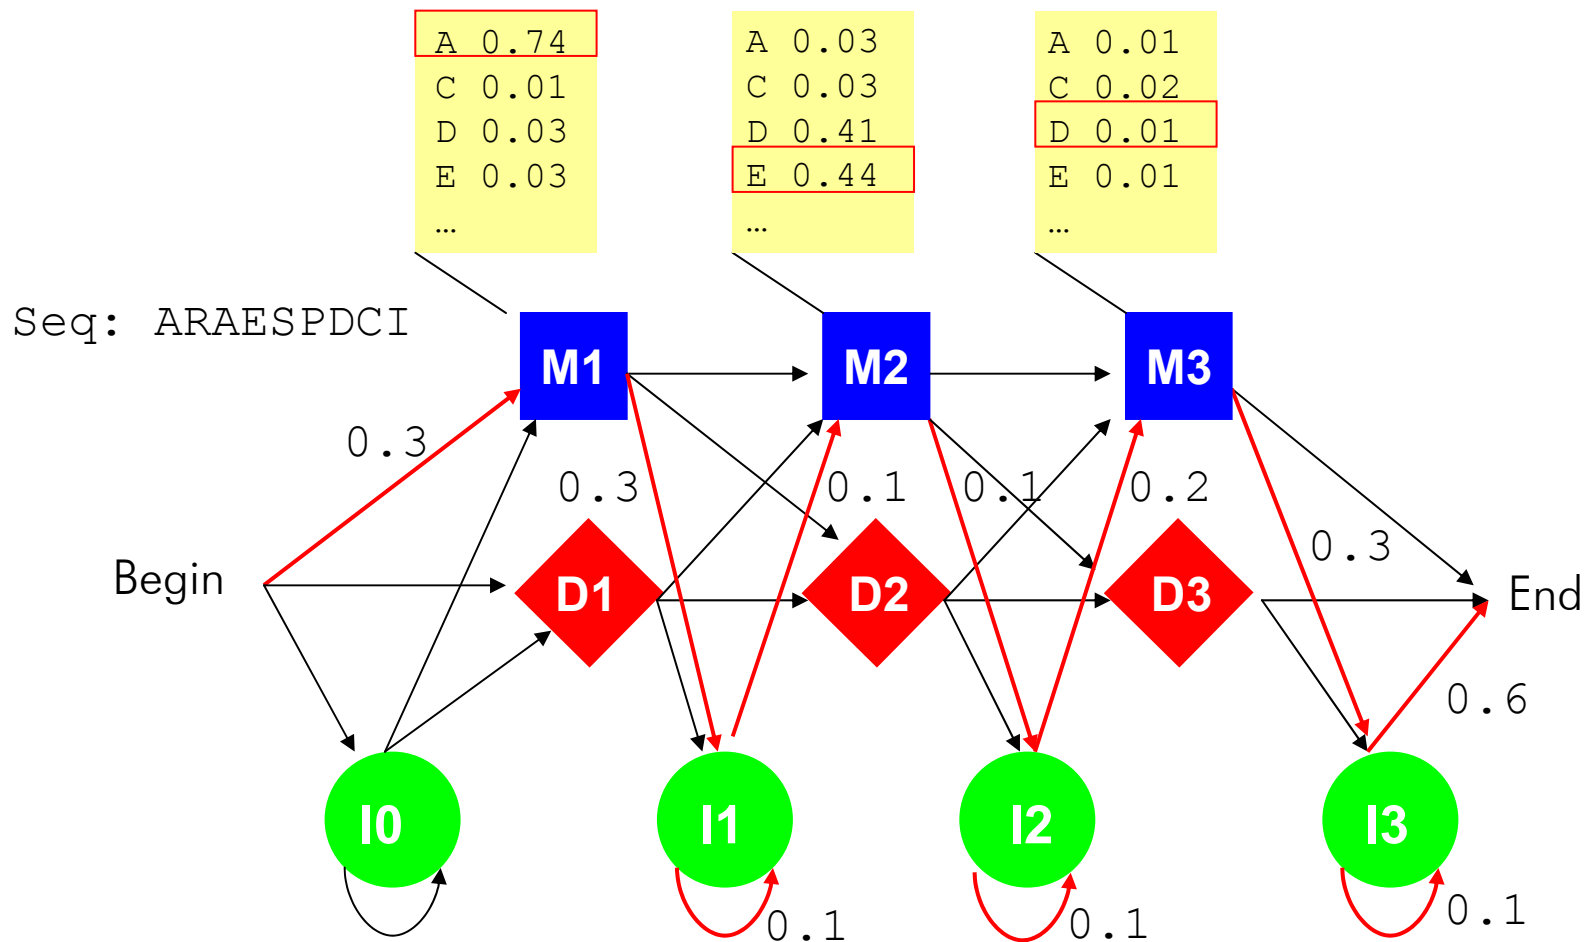 A 0.74
C 0.01
D 0.03
E 0.03
…
A 0.03
C 0.03
D 0.41
E 0.44
…
A 0.01
C 0.02
D 0.01
E 0.01
…
Seq: ARAESPDCI
M1
M2
M3
0.3
0.3
0.1
0.1
0.2
0.3
Begin
D1
D2
D3
End
0.6
I0
I1
I2
I3
0.1
0.1
0.1